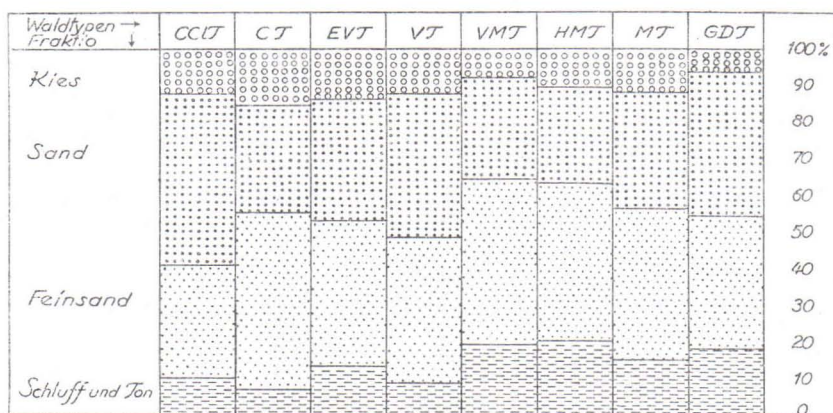 Waldtypen → CClT CT EVT VT VMT HMT MT GDT
Fraktio ↓
100%
Kies
90
80
Sand
70
60
50
40
Feinsand
30
20
10
Schluff und Ton
0